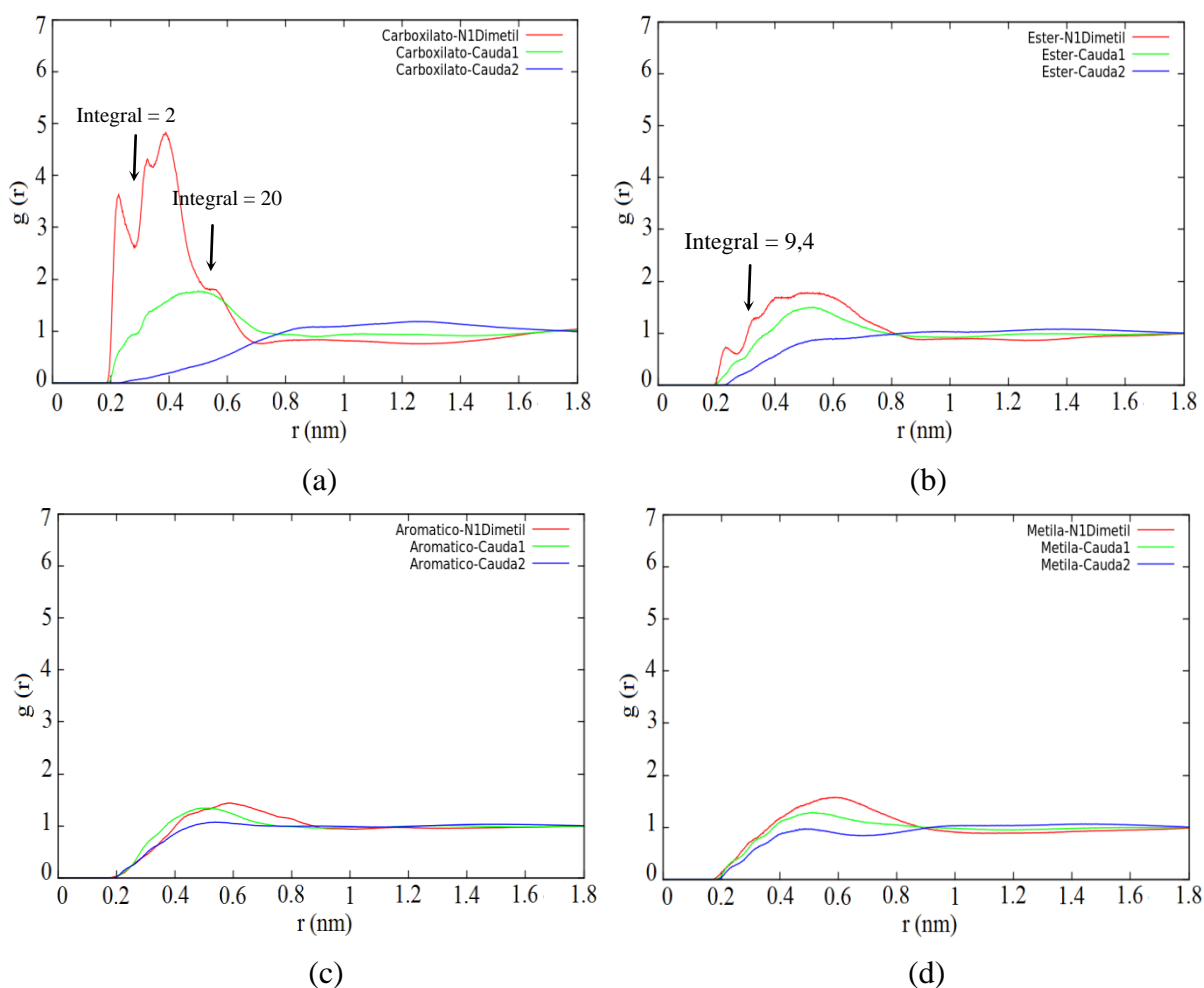 7
6
5
4
3
2
1
0
g (r)
Carboxilato-N1Dimetil
Carboxilato-Cauda1
Carboxilato-Cauda2
Integral = 2
Integral = 20
0 0.2 0.4 0.6 0.8 1 1.2 1.4 1.6 1.8
r (nm)
(a)
7
6
5
4
3
2
1
0
g (r)
Ester-N1Dimetil
Ester-Cauda1
Ester-Cauda2
Integral = 9,4
0 0.2 0.4 0.6 0.8 1 1.2 1.4 1.6 1.8
r (nm)
(b)
7
6
5
4
3
2
1
0
g (r)
Aromatico-N1Dimetil
Aromatico-Cauda1
Aromatico-Cauda2
0 0.2 0.4 0.6 0.8 1 1.2 1.4 1.6 1.8
r (nm)
(c)
7
6
5
4
3
2
1
0
g (r)
Metila-N1Dimetil
Metila-Cauda1
Metila-Cauda2
0 0.2 0.4 0.6 0.8 1 1.2 1.4 1.6 1.8
r (nm)
(d)